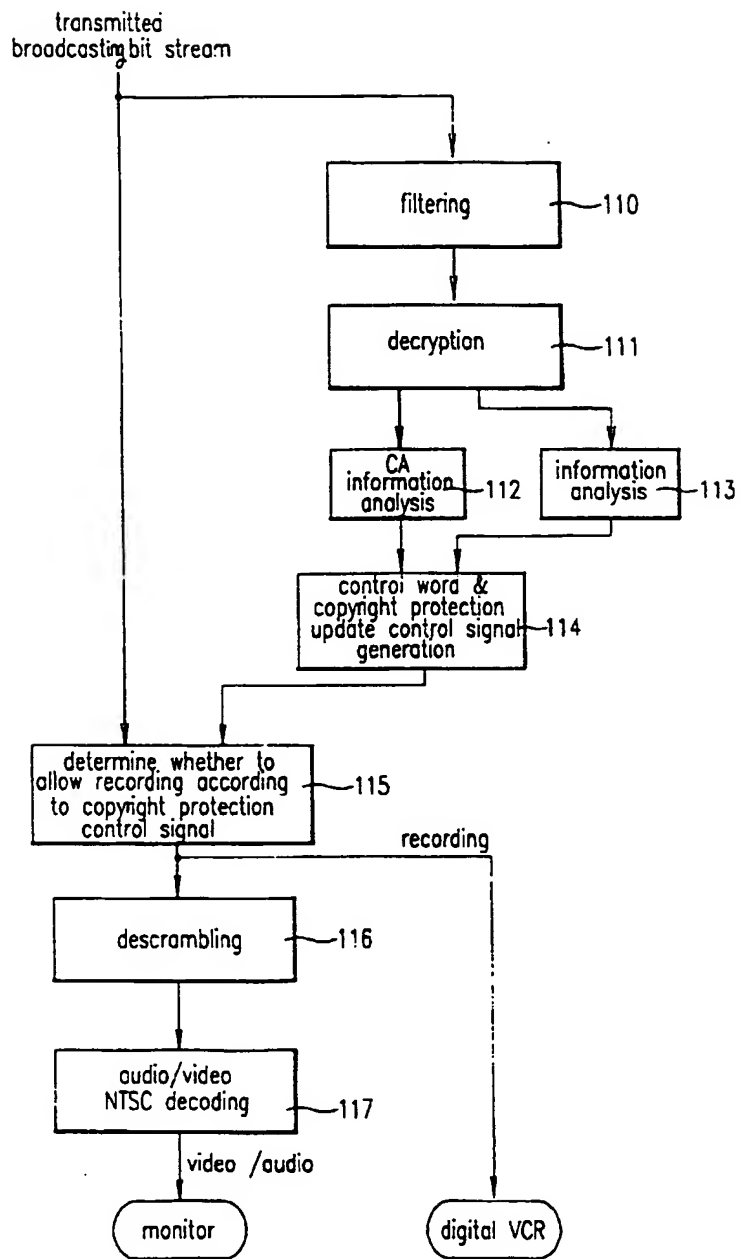 transmitted
broadcasting bit stream
filtering
110
decryption
111
CA
information
analysis
112
information
analysis
113
control word &
copyright protection
update control signal
generation
114
determine whether to
allow recording according
to copyright protection
control signal
115
recording
descrambling
116
audio/video
NTSC decoding
117
video /audio
monitor
digital VCR